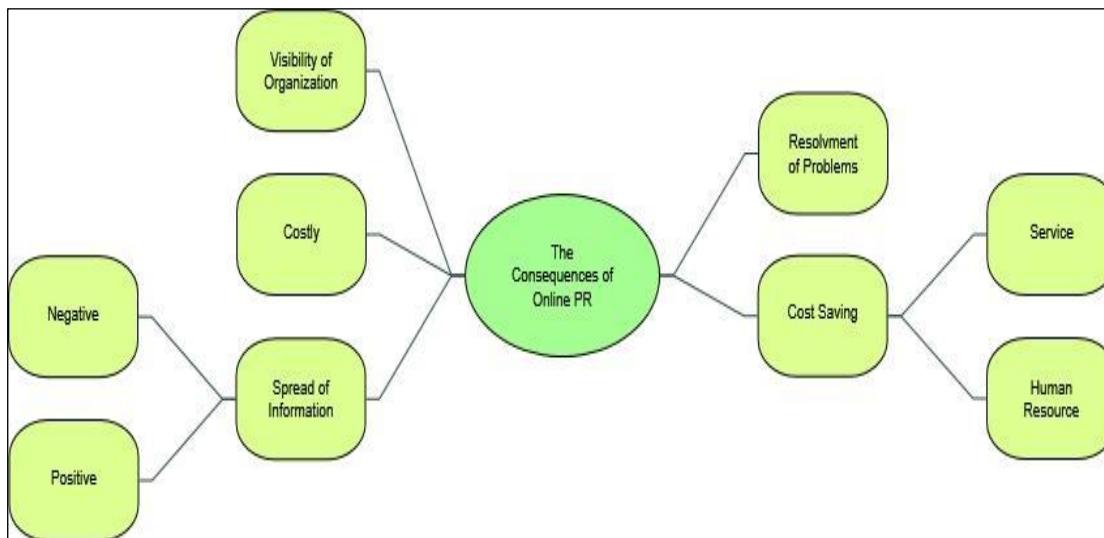 Visibility of
Organization
Costly
Negative
Spread of
Information
Positive
The
Consequences of
Online PR
Resolvment
of Problems
Cost Saving
Service
Human
Resource